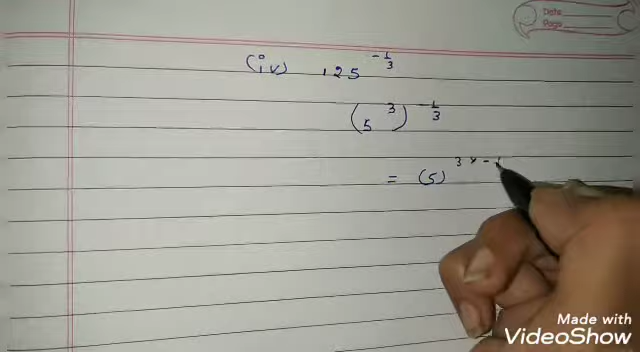 Date
Page
(iv) 125^{-1/3}
(5^3)^{-1/3}
= (5)^{3 × -1
Made with
VideoShow